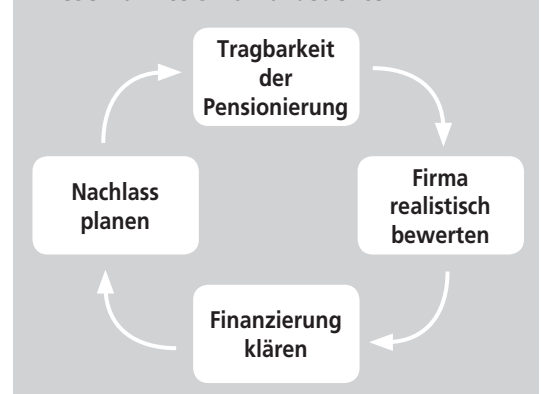 Tragbarkeit
der
Pensionierung
Firma
realistisch
bewerten
Finanzierung
klären
Nachlass
planen